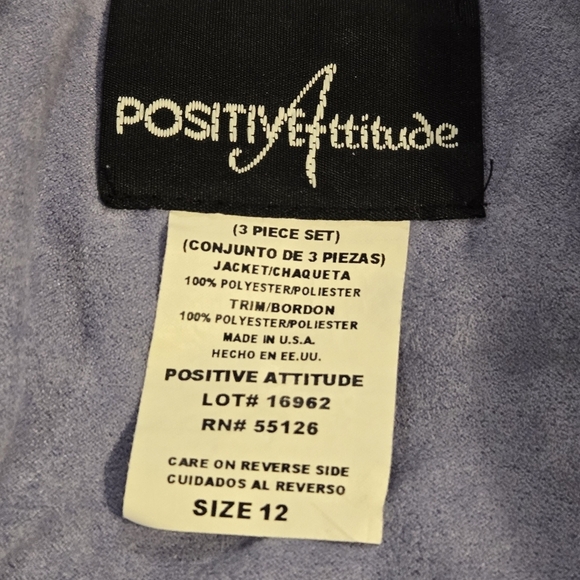 POSITIVE Attitude
(3 PIECE SET)
(CONJUNTO DE 3 PIEZAS)
JACKET/CHAQUETA
100% POLYESTER/POLIESTER
TRIM/BORDON
100% POLYESTER/POLIESTER
MADE IN U.S.A.
HECHO EN EE.UU.
POSITIVE ATTITUDE
LOT# 16962
RN# 55126
CARE ON REVERSE SIDE
CUIDADOS AL REVERSO
SIZE 12